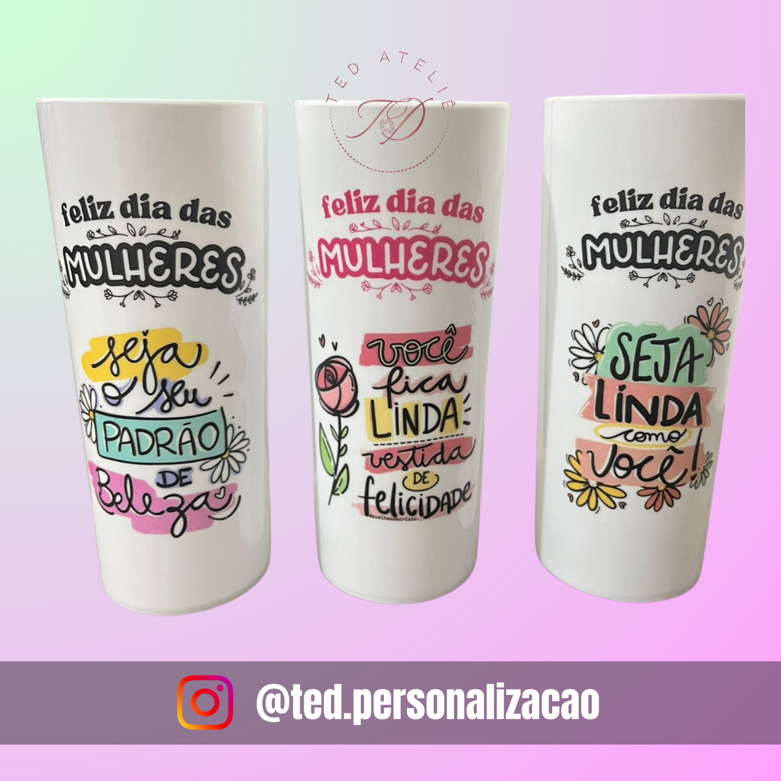 TED ATELIÊ
TD
feliz dia das
MULHERES
seja
o seu
PADRÃO
DE
Beleza
feliz dia das
MULHERES
você
fica
LINDA
vestida
DE
felicidade
feliz dia das
MULHERES
SEJA
LINDA
como
você!
@ted.personalizacao